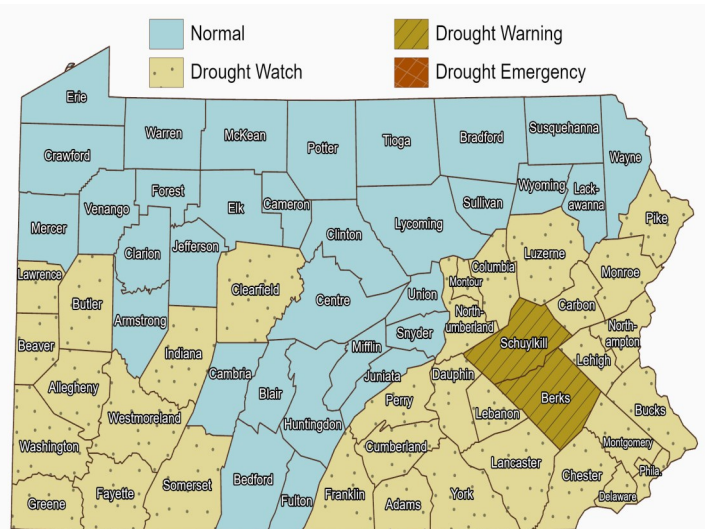 Normal
Drought Warning
Drought Watch
Drought Emergency
Erie
Warren
McKean
Potter
Tioga
Bradford
Susquehanna
Wayne
Crawford
Forest
Elk
Cameron
Sullivan
Wyoming
Lack-
awanna
Mercer
Venango
Clarion
Jefferson
Clinton
Lycoming
Pike
Lawrence
Butler
Armstrong
Clearfield
Centre
Union
Montour
Columbia
Luzerne
Monroe
Carbon
North-
umberland
Snyder
Mifflin
Juniata
Schuylkill
North-
ampton
Lehigh
Beaver
Indiana
Cambria
Blair
Huntingdon
Dauphin
Perry
Lebanon
Berks
Bucks
Allegheny
Westmoreland
Cumberland
Lancaster
Montgomery
Phila.
Washington
Somerset
Bedford
Fulton
Franklin
Adams
York
Chester
Delaware
Greene
Fayette